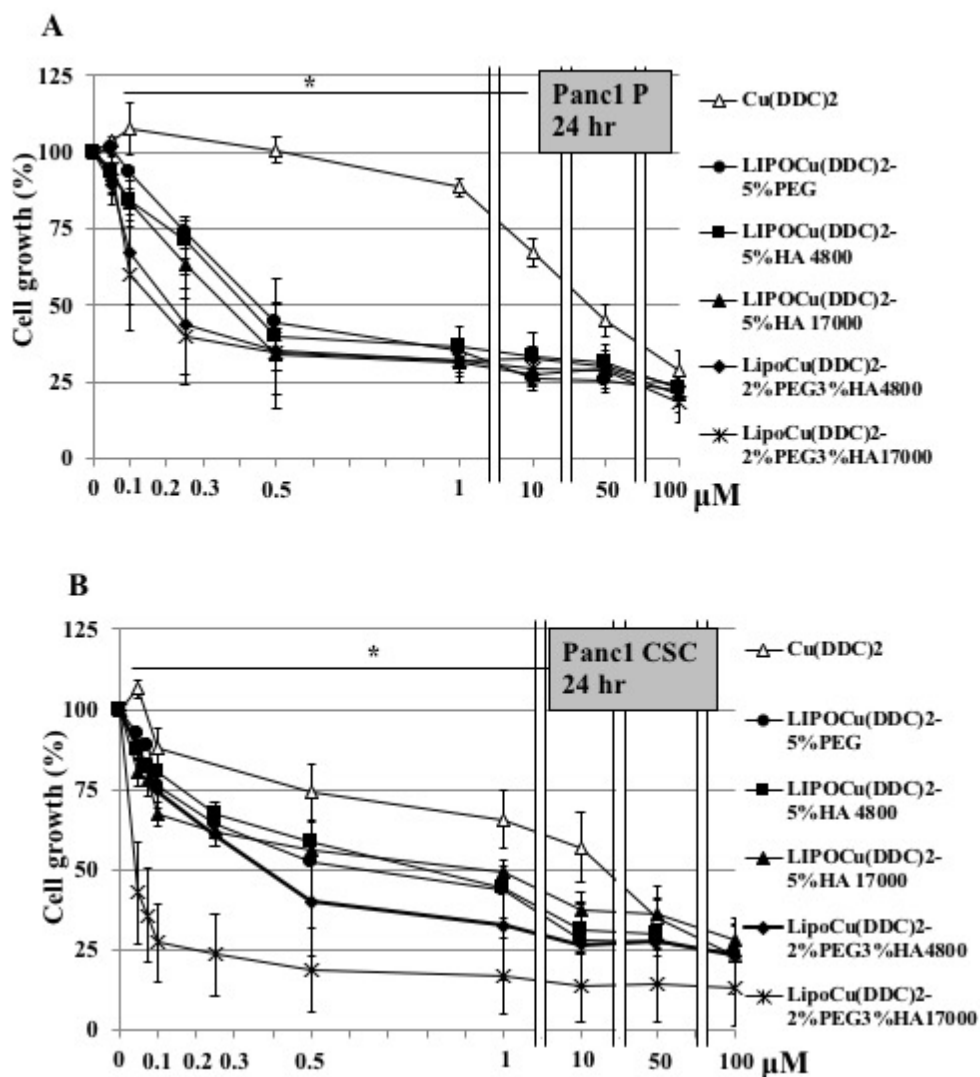 A
125
100
75
50
25
0
Cell growth (%)
*
Panc1 P
24 hr
0 0.1 0.2 0.3 0.5 1 10 50 100 μM
Cu(DDC)2
LIPOCu(DDC)2-
5%PEG
LIPOCu(DDC)2-
5%HA 4800
LIPOCu(DDC)2-
5%HA 17000
LipoCu(DDC)2-
2%PEG3%HA4800
LipoCu(DDC)2-
2%PEG3%HA17000
B
125
100
75
50
25
0
Cell growth (%)
*
Panc1 CSC
24 hr
0 0.1 0.2 0.3 0.5 1 10 50 100 μM
Cu(DDC)2
LIPOCu(DDC)2-
5%PEG
LIPOCu(DDC)2-
5%HA 4800
LIPOCu(DDC)2-
5%HA 17000
LipoCu(DDC)2-
2%PEG3%HA4800
LipoCu(DDC)2-
2%PEG3%HA17000